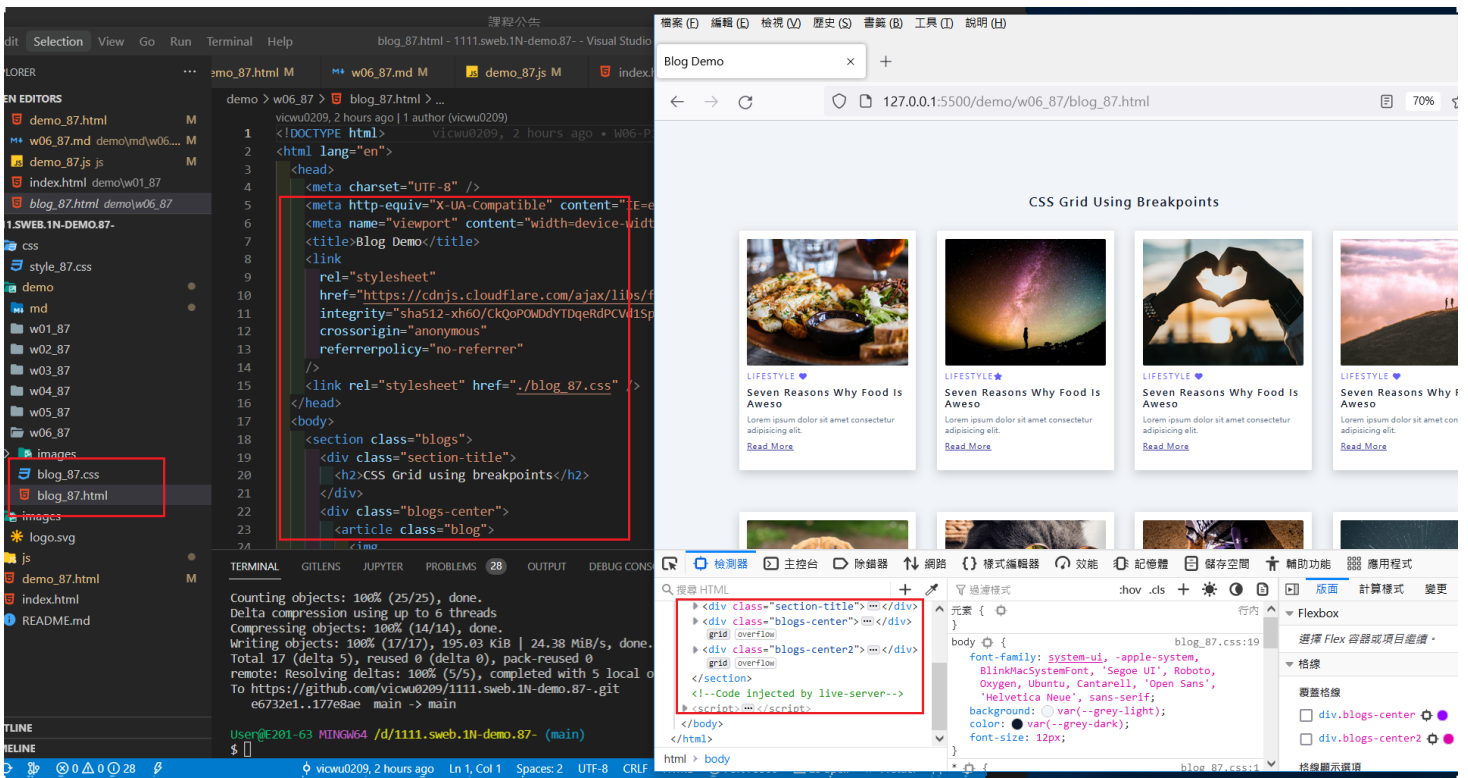 課程公告
dit Selection View Go Run Terminal Help
blog_87.html - 1111.sweb.1N-demo.87- - Visual Studio
PLORER ...
EN EDITORS
demo_87.html M
w06_87.md demo\md\w06.... M
demo_87.js js M
index.html demo\w01_87
blog_87.html demo\w06_87
11.SWEB.1N-DEMO.87-
css
style_87.css
demo
md
w01_87
w02_87
w03_87
w04_87
w05_87
w06_87
images
blog_87.css
blog_87.html
images
logo.svg
js
demo_87.html M
index.html
README.md
TLINE
MELINE
emo_87.html M w06_87.md M demo_87.js M index.h
demo > w06_87 > blog_87.html > ...
vicwu0209, 2 hours ago | 1 author (vicwu0209)
1 <!DOCTYPE html> vicwu0209, 2 hours ago • W06-P
2 <html lang="en">
3 <head>
4 <meta charset="UTF-8" />
5 <meta http-equiv="X-UA-Compatible" content="IE=e
6 <meta name="viewport" content="width=device-widt
7 <title>Blog Demo</title>
8 <link
9 rel="stylesheet"
10 href="https://cdnjs.cloudflare.com/ajax/libs/f
11 integrity="sha512-xh6O/CkQoPOWDdYTDqeRdPCVd1Sp
12 crossorigin="anonymous"
13 referrerpolicy="no-referrer"
14 />
15 <link rel="stylesheet" href="./blog_87.css" />
16 </head>
17 <body>
18 <section class="blogs">
19 <div class="section-title">
20 <h2>CSS Grid using breakpoints</h2>
21 </div>
22 <div class="blogs-center">
23 <article class="blog">
24 <img
TERMINAL GITLENS JUPYTER PROBLEMS 28 OUTPUT DEBUG CONS
Counting objects: 100% (25/25), done.
Delta compression using up to 6 threads
Compressing objects: 100% (14/14), done.
Writing objects: 100% (17/17), 195.03 KiB | 24.38 MiB/s, done.
Total 17 (delta 5), reused 0 (delta 0), pack-reused 0
remote: Resolving deltas: 100% (5/5), completed with 5 local o
To https://github.com/vicwu0209/1111.sweb.1N-demo.87-.git
e6732e1..177e8ae main -> main
User@E201-63 MINGW64 /d/1111.sweb.1N-demo.87- (main)
$
0 0 28 vicwu0209, 2 hours ago Ln 1, Col 1 Spaces: 2 UTF-8 CRLF
檔案 (F) 編輯 (E) 檢視 (V) 歷史 (S) 書籤 (B) 工具 (T) 說明 (H)
Blog Demo
127.0.0.1:5500/demo/w06_87/blog_87.html 70%
CSS Grid Using Breakpoints
LIFESTYLE
Seven Reasons Why Food Is
Aweso
Lorem ipsum dolor sit amet consectetur
adipisicing elit.
Read More
LIFESTYLE
Seven Reasons Why Food Is
Aweso
Lorem ipsum dolor sit amet consectetur
adipisicing elit.
Read More
LIFESTYLE
Seven Reasons Why Food Is
Aweso
Lorem ipsum dolor sit amet consectetur
adipisicing elit.
Read More
LIFESTYLE
Seven Reasons Why F
Aweso
Lorem ipsum dolor sit amet con
adipisicing elit.
Read More
檢測器 主控台 除錯器 網路 樣式編輯器 效能 記憶體 儲存空間 輔助功能 應用程式
搜尋 HTML
<div class="section-title"> </div>
<div class="blogs-center"> </div>
grid overflow
<div class="blogs-center2"> </div>
grid overflow
</section>
<!--Code injected by live-server-->
<script> </script>
</body>
</html>
html > body
過濾樣式 :hov .cls
元素 { 行內
}
body { blog_87.css:19
font-family: system-ui, -apple-system,
BlinkMacSystemFont, 'Segoe UI', Roboto,
Oxygen, Ubuntu, Cantarell, 'Open Sans',
'Helvetica Neue', sans-serif;
background: var(--grey-light);
color: var(--grey-dark);
font-size: 12px;
}
* { blog_87.css:1
版面 計算樣式 變更
Flexbox
選擇 Flex 容器或項目繼續。
格線
覆蓋格線
div.blogs-center
div.blogs-center2
格線顯示選項